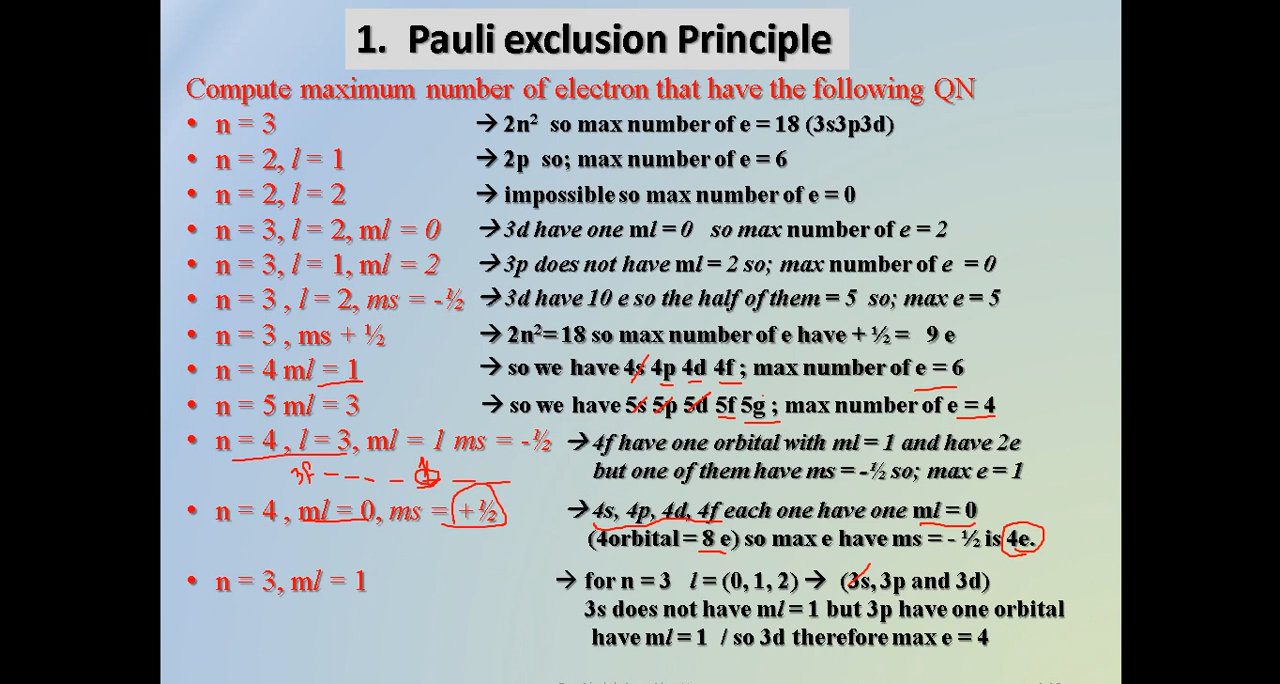 1. Pauli exclusion Principle
Compute maximum number of electron that have the following QN
• n = 3 → 2n² so max number of e = 18 (3s3p3d)
• n = 2, l = 1 → 2p so; max number of e = 6
• n = 2, l = 2 → impossible so max number of e = 0
• n = 3, l = 2, ml = 0 → 3d have one ml = 0 so max number of e = 2
• n = 3, l = 1, ml = 2 → 3p does not have ml = 2 so; max number of e = 0
• n = 3 , l = 2, ms = -½ → 3d have 10 e so the half of them = 5 so; max e = 5
• n = 3 , ms + ½ → 2n²= 18 so max number of e have + ½ = 9 e
• n = 4 ml = 1 → so we have 4s 4p 4d 4f ; max number of e = 6
• n = 5 ml = 3 → so we have 5s 5p 5d 5f 5g ; max number of e = 4
• n = 4 , l = 3, ml = 1 ms = -½ → 4f have one orbital with ml = 1 and have 2e
but one of them have ms = -½ so; max e = 1
3f
• n = 4 , ml = 0, ms = +½ → 4s, 4p, 4d, 4f each one have one ml = 0
(4orbital = 8 e) so max e have ms = - ½ is 4e.
• n = 3, ml = 1 → for n = 3 l = (0, 1, 2) → (3s, 3p and 3d)
3s does not have ml = 1 but 3p have one orbital
have ml = 1 / so 3d therefore max e = 4